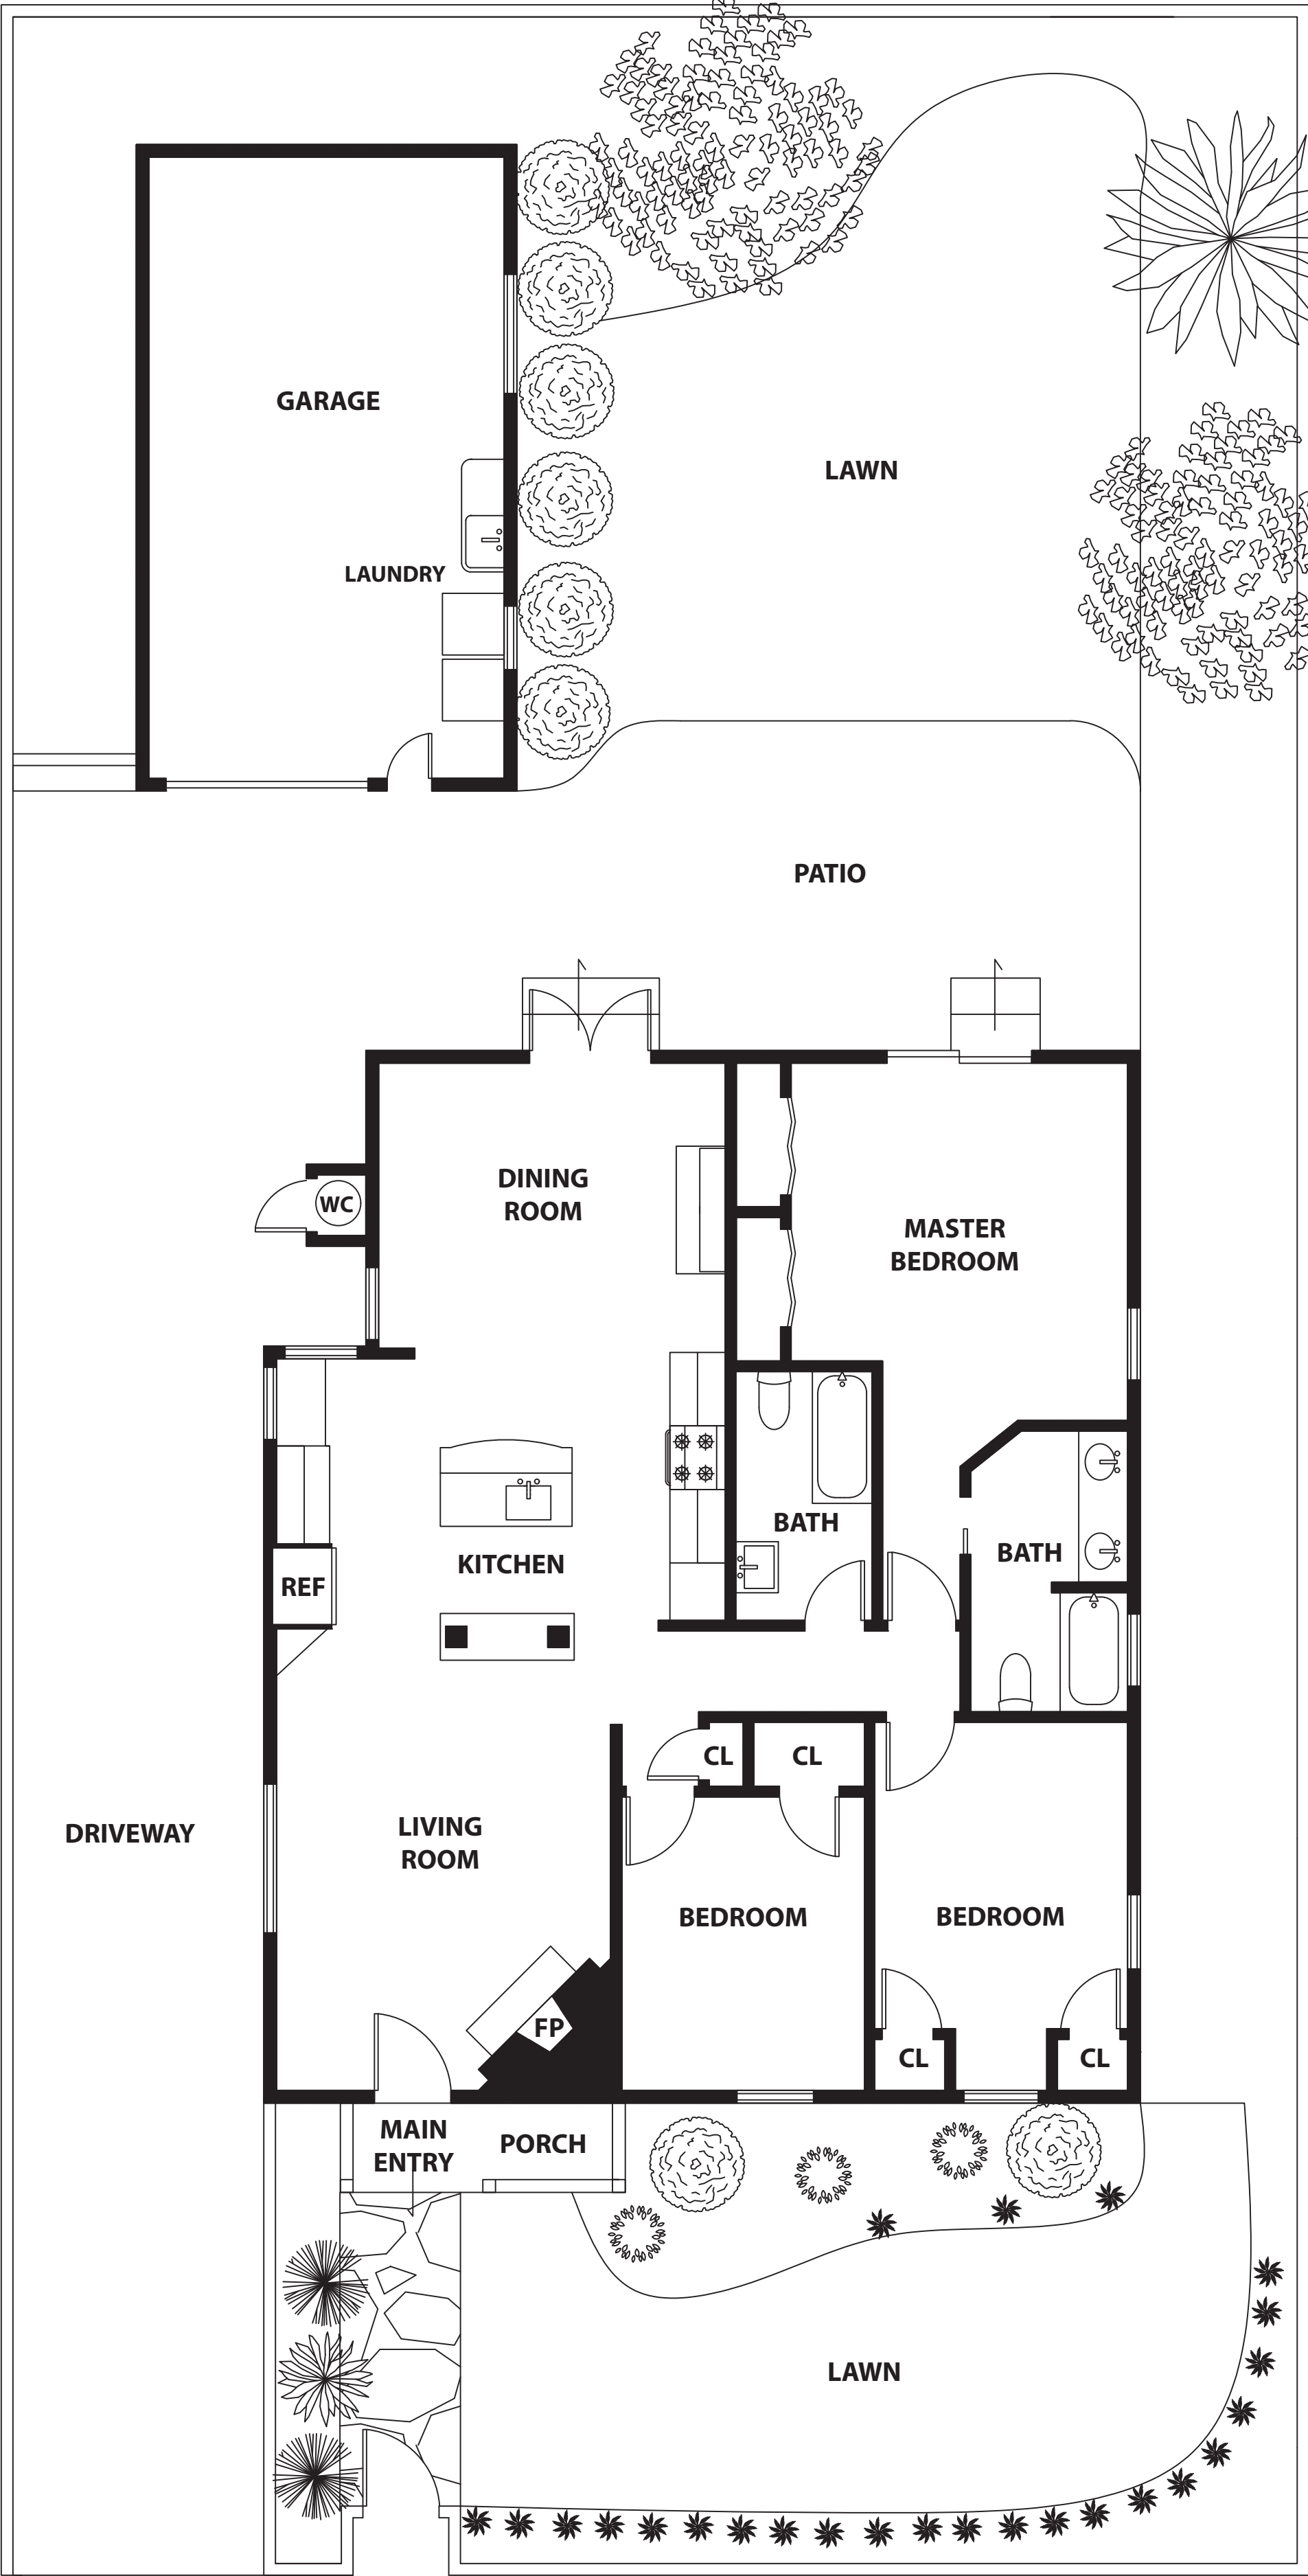 GARAGE
LAWN
LAUNDRY
PATIO
DINING
ROOM
WC
MASTER
BEDROOM
BATH
BATH
KITCHEN
REF
CL
CL
DRIVEWAY
LIVING
ROOM
BEDROOM
BEDROOM
FP
CL
CL
MAIN
ENTRY
PORCH
LAWN